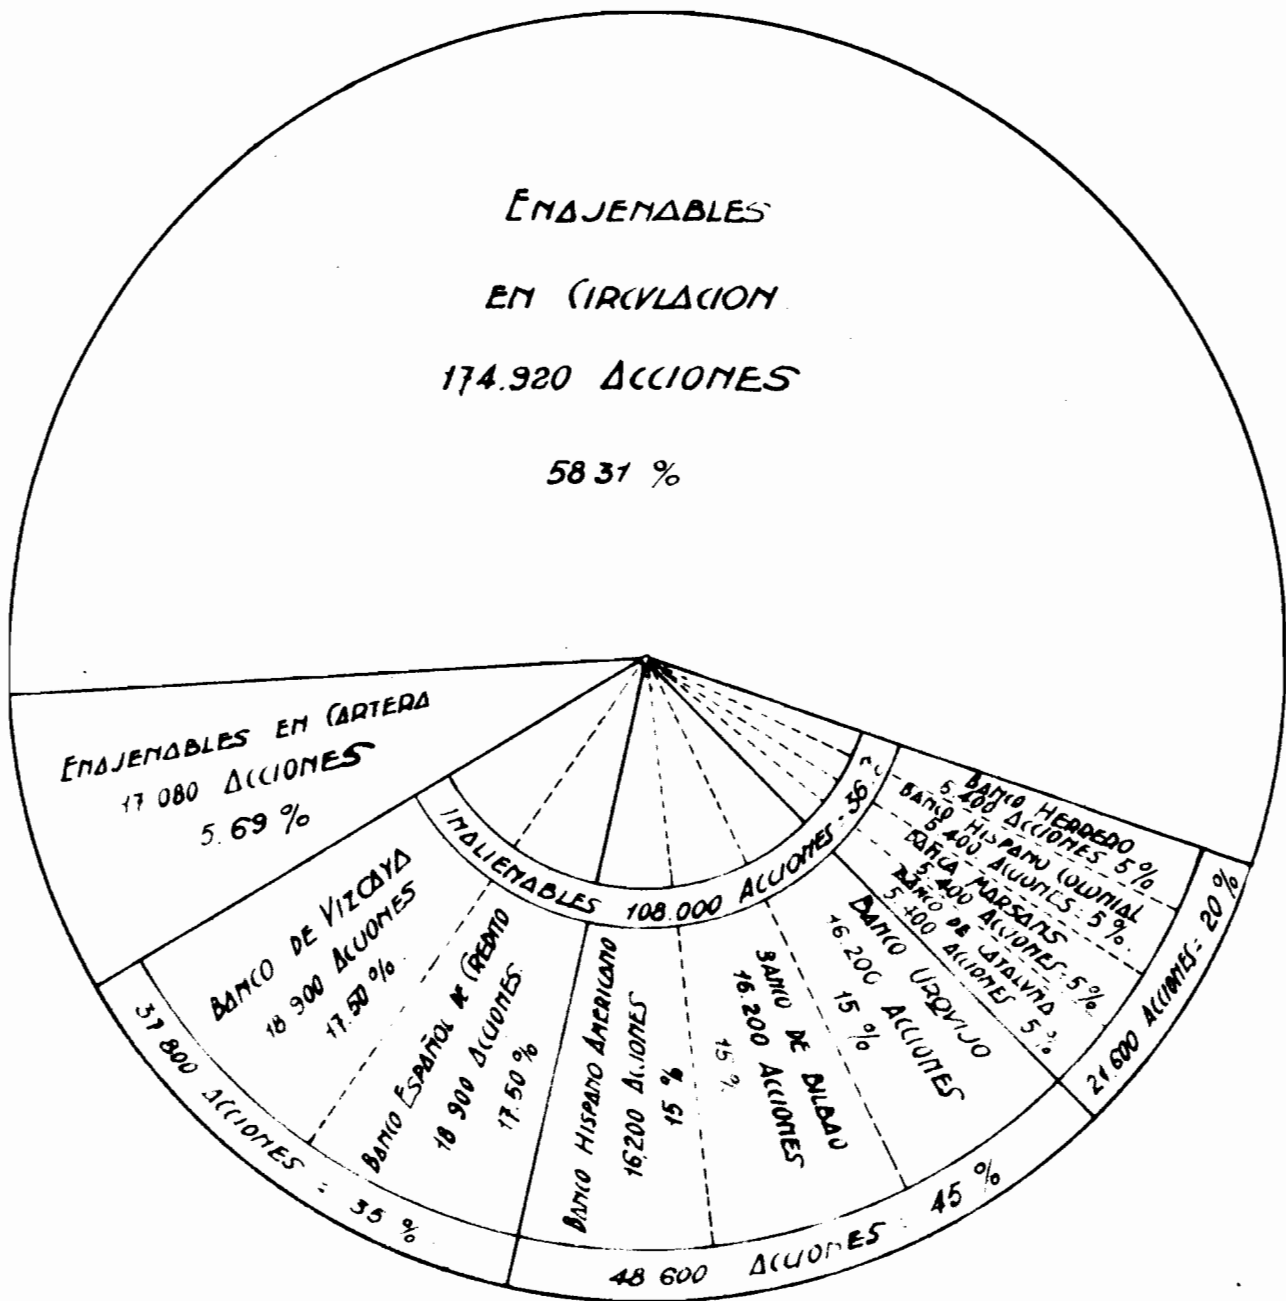 ENAJENABLES
EN CIRCULACION
174.920 ACCIONES
58 31 %
ENAJENABLES EN CARTERA
17 080 ACCIONES
5.69 %
INALIENABLES 108.000 ACCIONES = 36
BANCO DE VIZCAYA
18 900 ACCIONES
17.50 %
BANCO ESPAÑOL DE CREDITO
18 900 ACCIONES
17.50 %
37 800 ACCIONES = 35 %
BANCO HISPANO AMERICANO
16,200 ACCIONES
15 %
BANCO DE BILBAO
16.200 ACCIONES
15 %
BANCO URQUIJO
16.200 ACCIONES
15 %
48 600 ACCIONES = 45 %
BANCO HERRERO
5 400 ACCIONES 5 %
BANCO HISPANO COLONIAL
5 400 ACCIONES = 5 %
BANCA MARSANS
5 400 ACCIONES = 5 %
BANCO DE CATALUÑA
5 400 ACCIONES 5 %
21.600 ACCIONES = 20 %